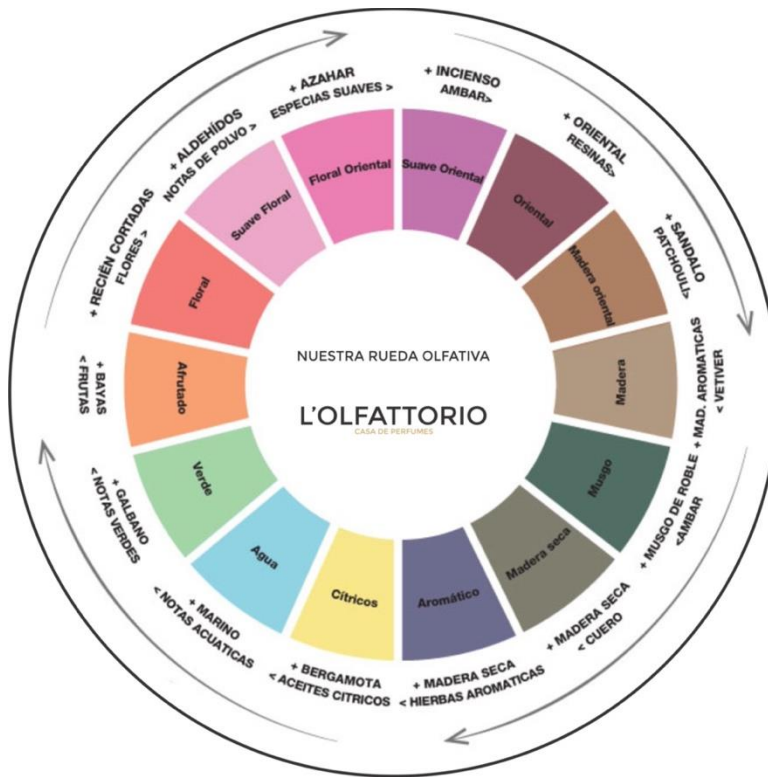 NUESTRA RUEDA OLFATIVA
L'OLFATTORIO
CASA DE PERFUMES
+ INCIENSO
AMBAR>
Suave Oriental
+ ORIENTAL
RESINAS>
Oriental
+ SANDALO
PATCHOULI>
Madera oriental
+ MAD. AROMATICAS
< VETIVER
Madera
+ MUSGO DE ROBLE
<AMBAR
Musgo
+ MADERA SECA
< CUERO
Madera seca
+ MADERA SECA
< HIERBAS AROMATICAS
Aromático
+ BERGAMOTA
< ACEITES CITRICOS
Cítricos
+ MARINO
< NOTAS ACUATICAS
Agua
+ GALBANO
< NOTAS VERDES
Verde
+ BAYAS
< FRUTAS
Afrutado
+ RECIÉN CORTADAS
FLORES >
Floral
+ ALDEHÍDOS
NOTAS DE POLVO >
Suave Floral
+ AZAHAR
ESPECIAS SUAVES >
Floral Oriental